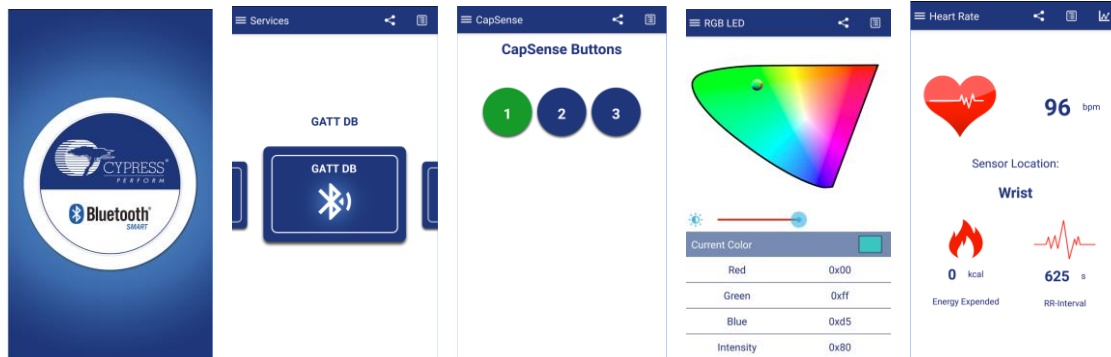 CYPRESS®
PERFORM
Bluetooth®
SMART
Services
GATT DB
GATT DB
CapSense
CapSense Buttons
1 2 3
RGB LED
Current Color
Red 0x00
Green 0xff
Blue 0xd5
Intensity 0x80
Heart Rate
96 bpm
Sensor Location:
Wrist
0 kcal 625 s
Energy Expended RR-Interval